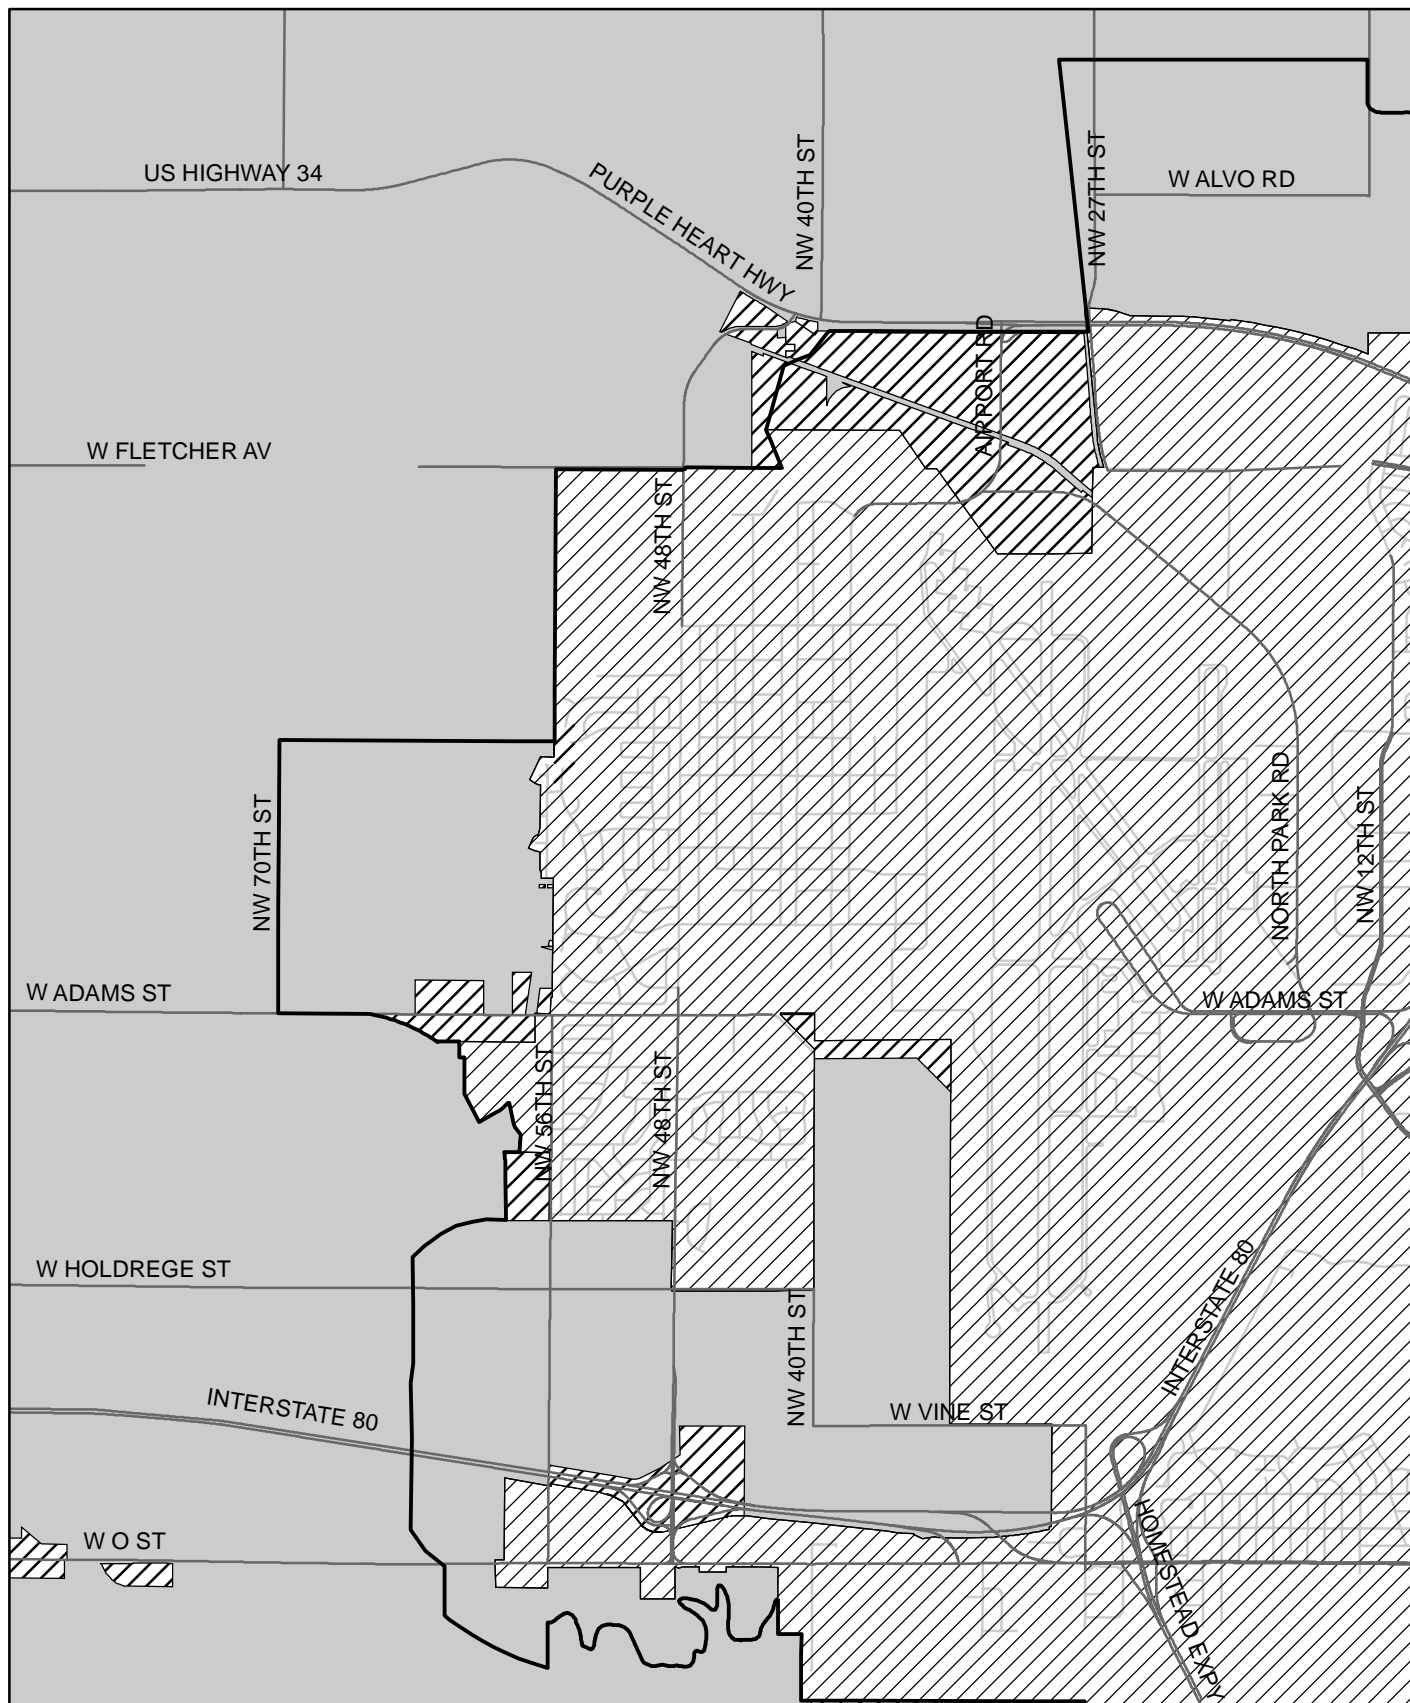 US HIGHWAY 34
PURPLE HEART HWY
NW 40TH ST
NW 27TH ST
W ALVO RD
AIRPORT RD
W FLETCHER AV
NW 48TH ST
NW 70TH ST
NORTH PARK RD
NW 12TH ST
W ADAMS ST
W ADAMS ST
NW 56TH ST
NW 48TH ST
W HOLDREGE ST
NW 40TH ST
INTERSTATE 80
INTERSTATE 80
W VINE ST
W O ST
HOMESTEAD EXPY